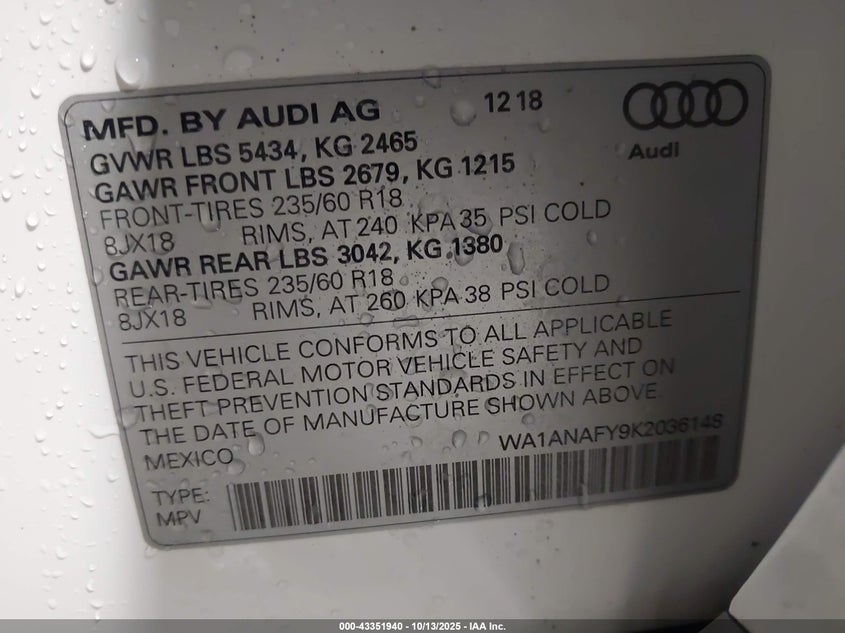 MFD. BY AUDI AG 12 18
Audi
GVWR LBS 5434, KG 2465
GAWR FRONT LBS 2679, KG 1215
FRONT-TIRES 235/60 R18
8JX18 RIMS, AT 240 KPA 35 PSI COLD
GAWR REAR LBS 3042, KG 1380
REAR-TIRES 235/60 R18
8JX18 RIMS, AT 260 KPA 38 PSI COLD
THIS VEHICLE CONFORMS TO ALL APPLICABLE
U.S. FEDERAL MOTOR VEHICLE SAFETY AND
THEFT PREVENTION STANDARDS IN EFFECT ON
THE DATE OF MANUFACTURE SHOWN ABOVE.
MEXICO WA1ANAFY9K2036148
TYPE:
MPV
000-43351940 - 10/13/2025 - IAA Inc.